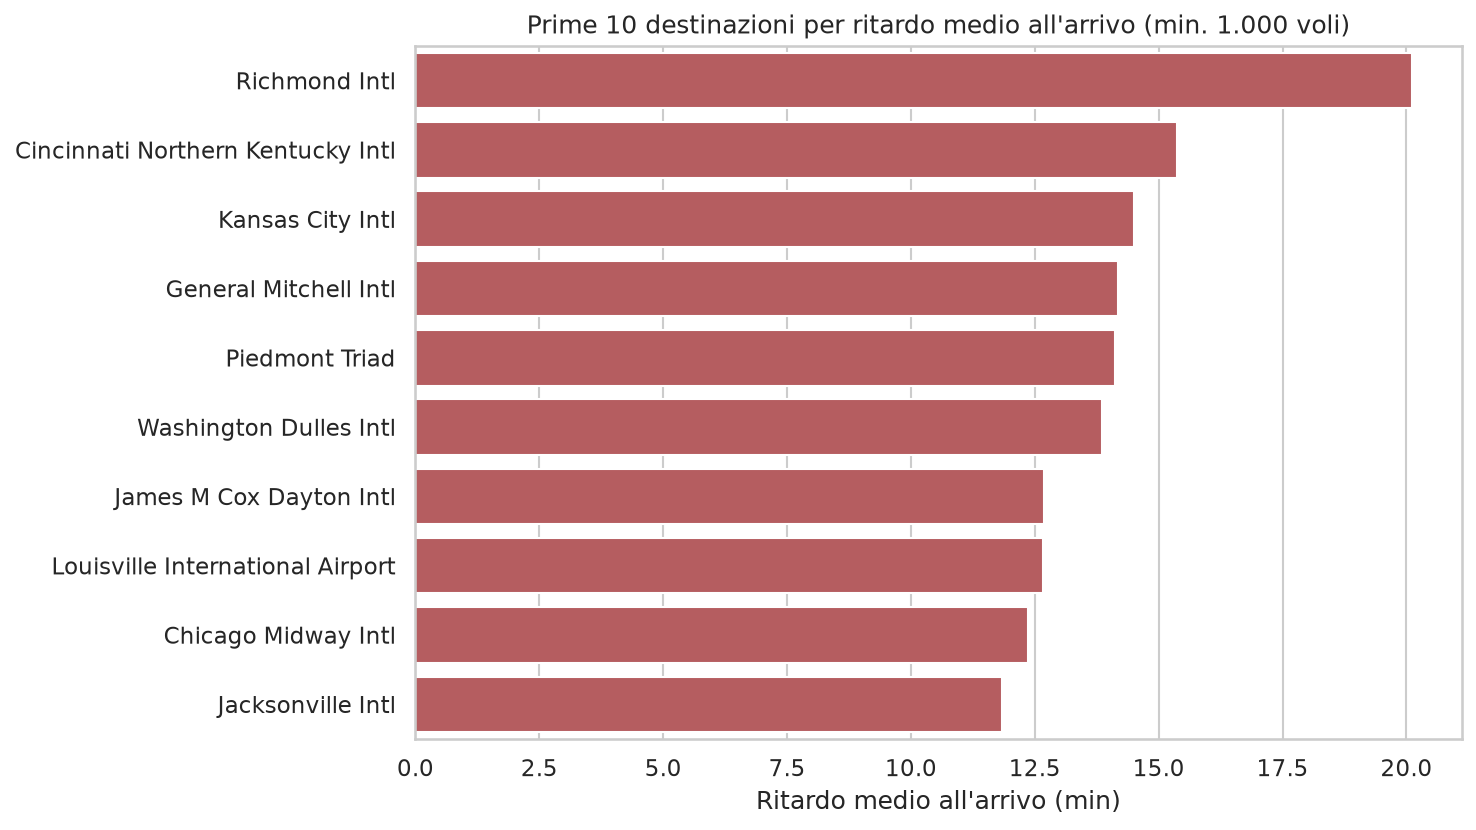 Prime 10 destinazioni per ritardo medio all'arrivo (min. 1.000 voli)
Richmond Intl
Cincinnati Northern Kentucky Intl
Kansas City Intl
General Mitchell Intl
Piedmont Triad
Washington Dulles Intl
James M Cox Dayton Intl
Louisville International Airport
Chicago Midway Intl
Jacksonville Intl
0.0 2.5 5.0 7.5 10.0 12.5 15.0 17.5 20.0
Ritardo medio all'arrivo (min)